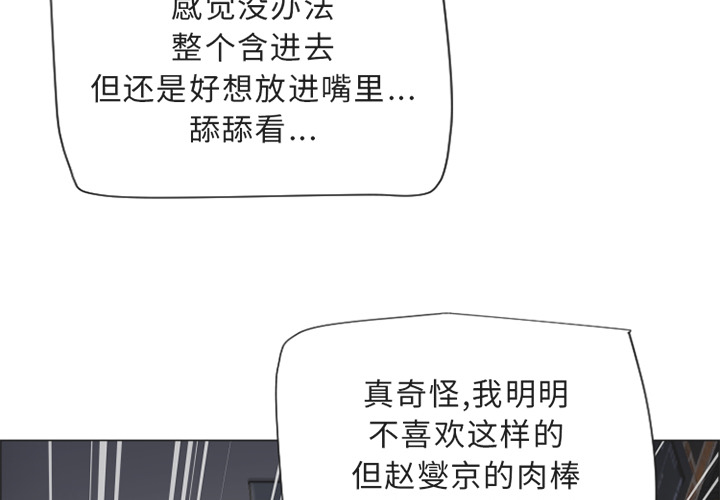 感觉没办法
整个含进去
但还是好想放进嘴里...
舔舔看...
真奇怪,我明明
不喜欢这样的
但赵燮京的肉棒